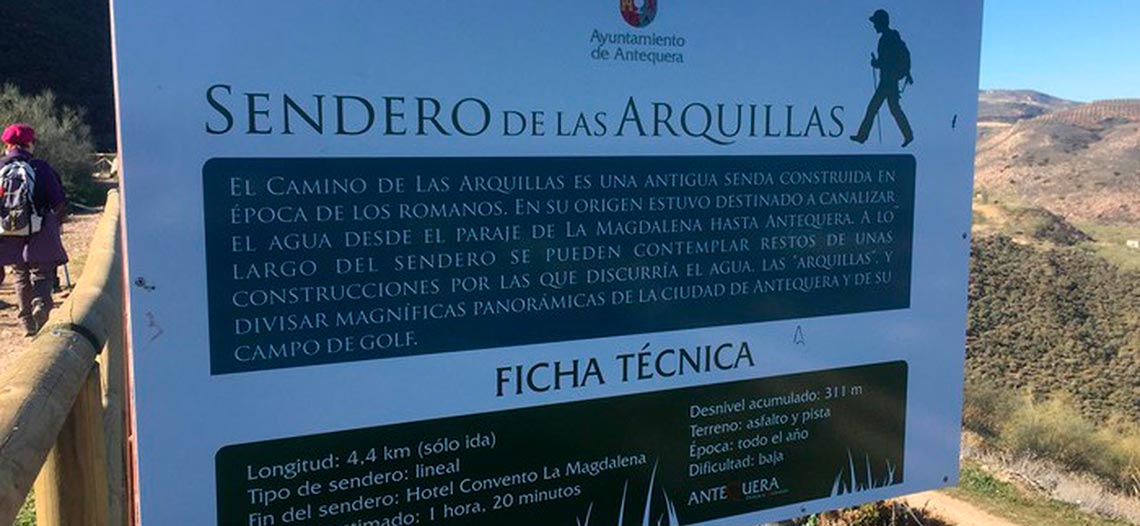 Ayuntamiento
de Antequera
SENDERO DE LAS ARQUILLAS
EL CAMINO DE LAS ARQUILLAS ES UNA ANTIGUA SENDA CONSTRUIDA EN
ÉPOCA DE LOS ROMANOS. EN SU ORIGEN ESTUVO DESTINADO A CANALIZAR
EL AGUA DESDE EL PARAJE DE LA MAGDALENA HASTA ANTEQUERA. A LO
LARGO DEL SENDERO SE PUEDEN CONTEMPLAR RESTOS DE UNAS
CONSTRUCCIONES POR LAS QUE DISCURRÍA EL AGUA, LAS "ARQUILLAS", Y
DIVISAR MAGNÍFICAS PANORÁMICAS DE LA CIUDAD DE ANTEQUERA Y DE SU
CAMPO DE GOLF.
FICHA TÉCNICA
Longitud: 4,4 km (sólo ida)
Tipo de sendero: lineal
Fin del sendero: Hotel Convento La Magdalena
1 hora, 20 minutos
Desnivel acumulado: 311 m
Terreno: asfalto y pista
Época: todo el año
Dificultad: baja
ANTEQUERA